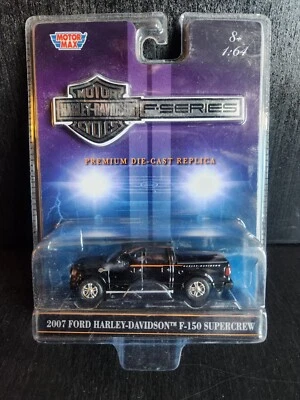 MOTOR
MAX
8+
1:64
MOTOR
HARLEY-DAVIDSON
F-SERIES
PREMIUM DIE-CAST REPLICA
2007 FORD HARLEY-DAVIDSON™ F-150 SUPERCREW